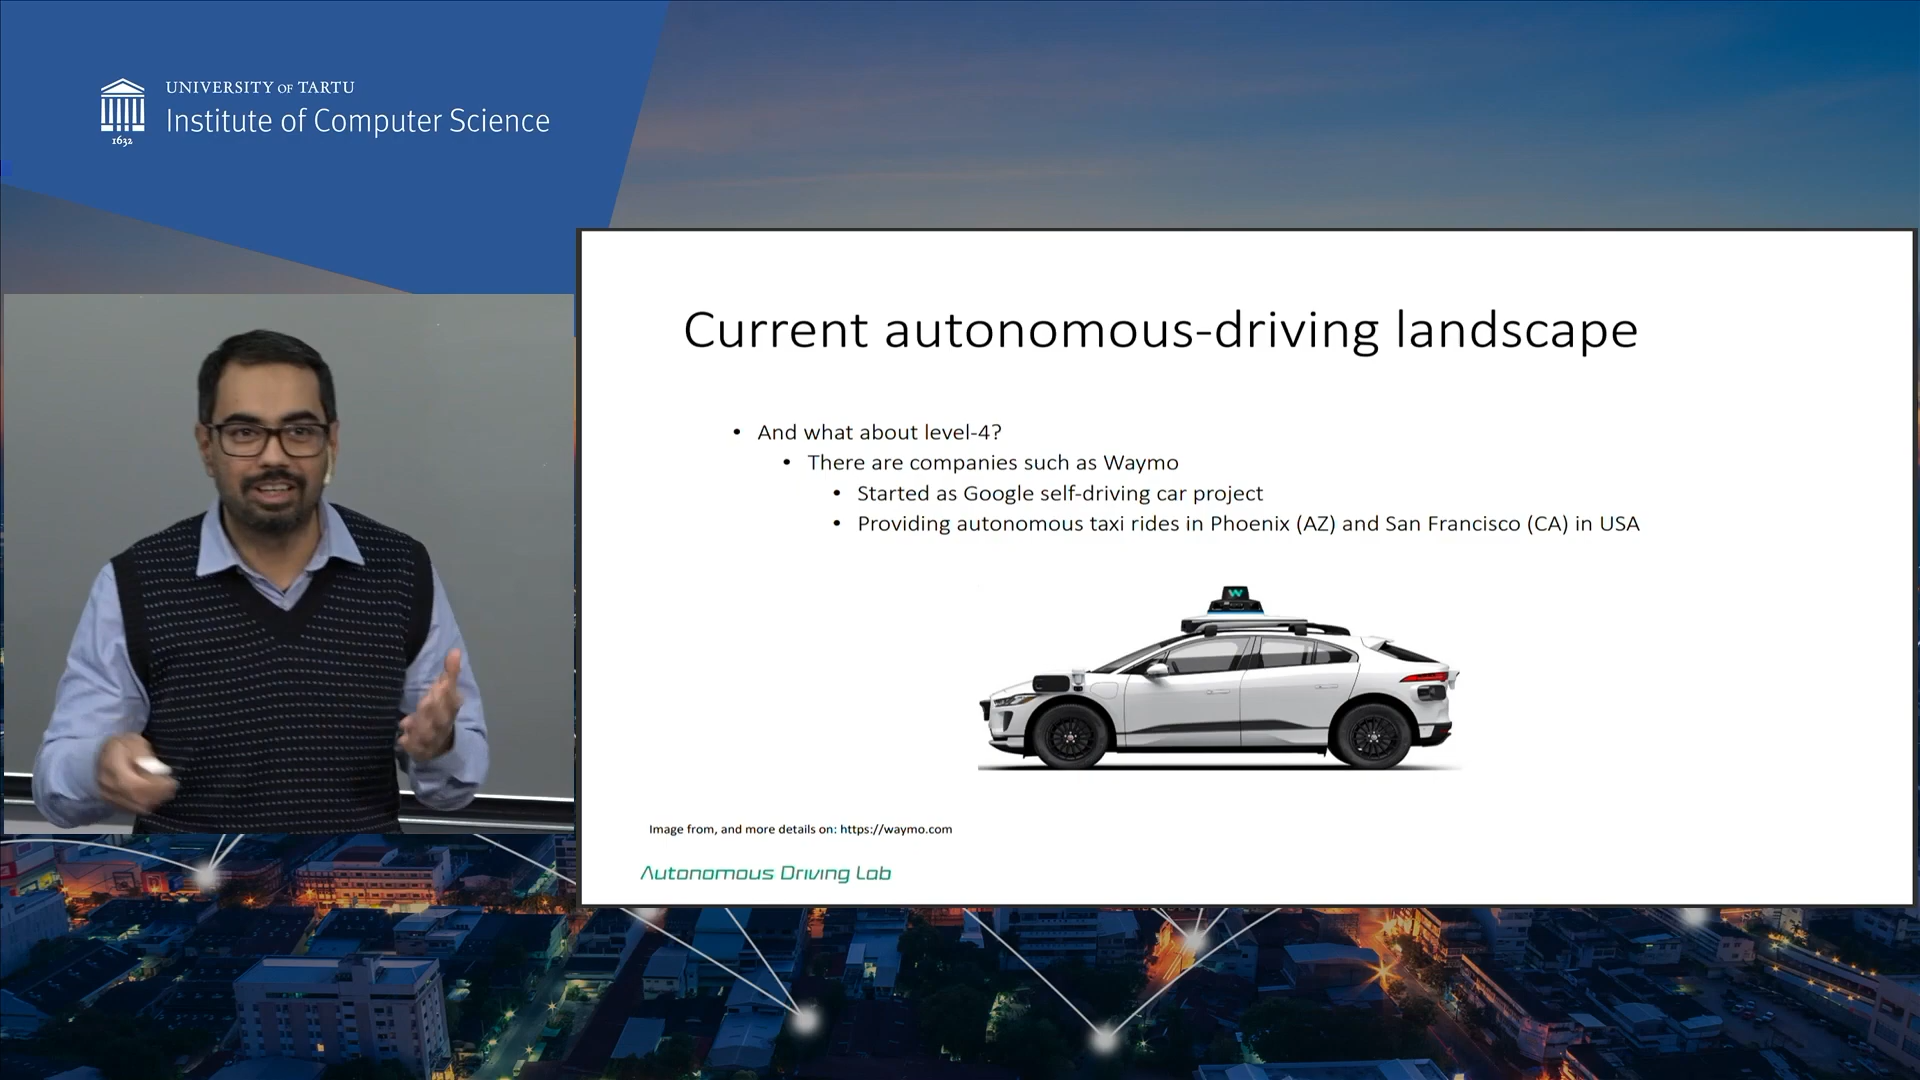 UNIVERSITY OF TARTU
Institute of Computer Science
1632
Current autonomous-driving landscape
• And what about level-4?
• There are companies such as Waymo
• Started as Google self-driving car project
• Providing autonomous taxi rides in Phoenix (AZ) and San Francisco (CA) in USA
W
Image from, and more details on: https://waymo.com
Autonomous Driving Lab